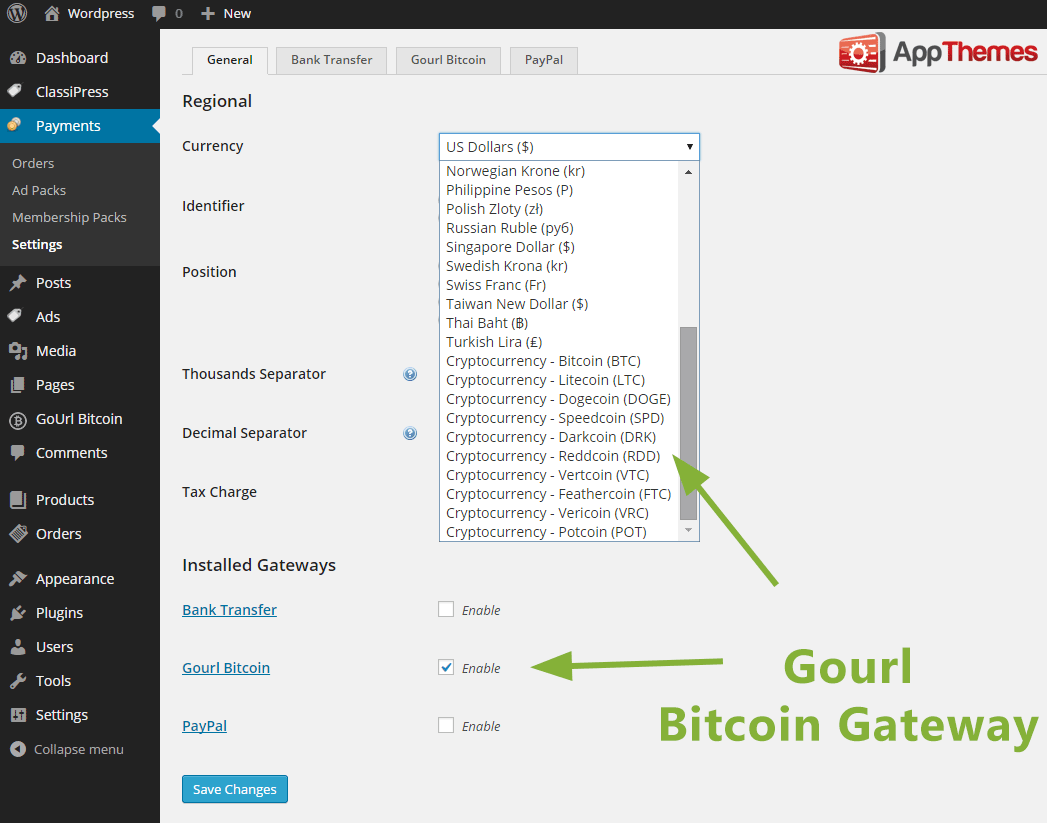 Wordpress 0 New
Dashboard
ClassiPress
Payments
Orders
Ad Packs
Membership Packs
Settings
Posts
Ads
Media
Pages
GoUrl Bitcoin
Comments
Products
Orders
Appearance
Plugins
Users
Tools
Settings
Collapse menu
General Bank Transfer Gourl Bitcoin PayPal
AppThemes
Regional
Currency
US Dollars ($)
Norwegian Krone (kr)
Philippine Pesos (P)
Polish Zloty (zł)
Russian Ruble (руб)
Singapore Dollar ($)
Swedish Krona (kr)
Swiss Franc (Fr)
Taiwan New Dollar ($)
Thai Baht (฿)
Turkish Lira (₤)
Cryptocurrency - Bitcoin (BTC)
Cryptocurrency - Litecoin (LTC)
Cryptocurrency - Dogecoin (DOGE)
Cryptocurrency - Speedcoin (SPD)
Cryptocurrency - Darkcoin (DRK)
Cryptocurrency - Reddcoin (RDD)
Cryptocurrency - Vertcoin (VTC)
Cryptocurrency - Feathercoin (FTC)
Cryptocurrency - Vericoin (VRC)
Cryptocurrency - Potcoin (POT)
Identifier
Position
Thousands Separator ?
Decimal Separator ?
Tax Charge
Installed Gateways
Bank Transfer Enable
Gourl Bitcoin Enable
PayPal Enable
Save Changes
Gourl
Bitcoin Gateway